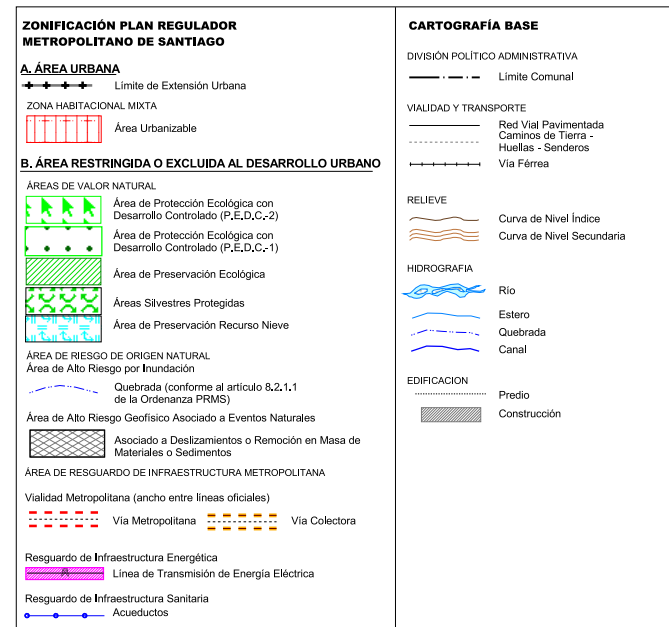 ZONIFICACIÓN PLAN REGULADOR
METROPOLITANO DE SANTIAGO
A. ÁREA URBANA
Límite de Extensión Urbana
ZONA HABITACIONAL MIXTA
Área Urbanizable
B. ÁREA RESTRINGIDA O EXCLUIDA AL DESARROLLO URBANO
ÁREAS DE VALOR NATURAL
Área de Protección Ecológica con
Desarrollo Controlado (P.E.D.C.-2)
Área de Protección Ecológica con
Desarrollo Controlado (P.E.D.C.-1)
Área de Preservación Ecológica
Áreas Silvestres Protegidas
Área de Preservación Recurso Nieve
ÁREA DE RIESGO DE ORIGEN NATURAL
Área de Alto Riesgo por Inundación
Quebrada (conforme al artículo 8.2.1.1
de la Ordenanza PRMS)
Área de Alto Riesgo Geofísico Asociado a Eventos Naturales
Asociado a Deslizamientos o Remoción en Masa de
Materiales o Sedimentos
ÁREA DE RESGUARDO DE INFRAESTRUCTURA METROPOLITANA
Vialidad Metropolitana (ancho entre líneas oficiales)
Vía Metropolitana
Vía Colectora
Resguardo de Infraestructura Energética
Línea de Transmisión de Energía Eléctrica
Resguardo de Infraestructura Sanitaria
Acueductos
CARTOGRAFÍA BASE
DIVISIÓN POLÍTICO ADMINISTRATIVA
Límite Comunal
VIALIDAD Y TRANSPORTE
Red Vial Pavimentada
Caminos de Tierra -
Huellas - Senderos
Vía Férrea
RELIEVE
Curva de Nivel Índice
Curva de Nivel Secundaria
HIDROGRAFIA
Río
Estero
Quebrada
Canal
EDIFICACION
Predio
Construcción